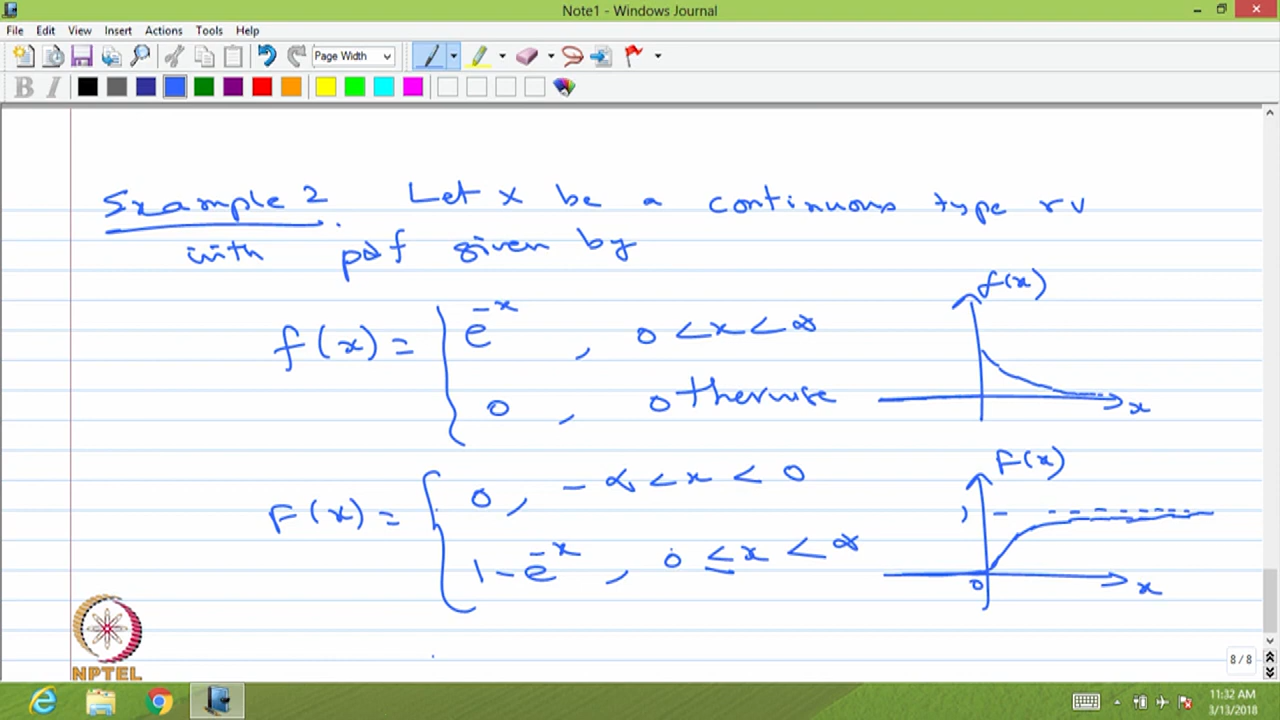 Note1 - Windows Journal
File Edit View Insert Actions Tools Help
Page Width
B I
Example 2. Let x be a continuous type rv
with pdf given by
f(x) = { e^{-x}, 0 < x < ∞
0, otherwise
f(x)
x
F(x) = { 0, -∞ < x < 0
1 - e^{-x}, 0 ≤ x < ∞
F(x)
1
0
x
NPTEL
8 / 8
11:32 AM
3/13/2018